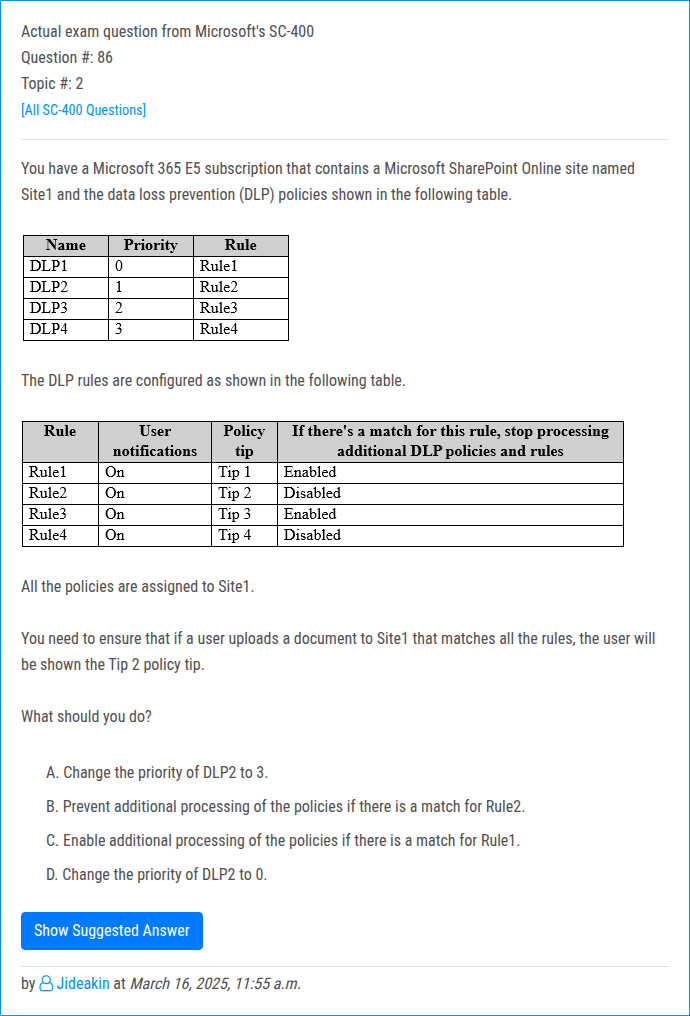 Actual exam question from Microsoft's SC-400
Question #: 86
Topic #: 2
[All SC-400 Questions]
You have a Microsoft 365 E5 subscription that contains a Microsoft SharePoint Online site named
Site1 and the data loss prevention (DLP) policies shown in the following table.
Name Priority Rule
DLP1 0 Rule1
DLP2 1 Rule2
DLP3 2 Rule3
DLP4 3 Rule4
The DLP rules are configured as shown in the following table.
Rule User Policy If there's a match for this rule, stop processing
notifications tip additional DLP policies and rules
Rule1 On Tip 1 Enabled
Rule2 On Tip 2 Disabled
Rule3 On Tip 3 Enabled
Rule4 On Tip 4 Disabled
All the policies are assigned to Site1.
You need to ensure that if a user uploads a document to Site1 that matches all the rules, the user will
be shown the Tip 2 policy tip.
What should you do?
A. Change the priority of DLP2 to 3.
B. Prevent additional processing of the policies if there is a match for Rule2.
C. Enable additional processing of the policies if there is a match for Rule1.
D. Change the priority of DLP2 to 0.
Show Suggested Answer
by Jideakin at March 16, 2025, 11:55 a.m.